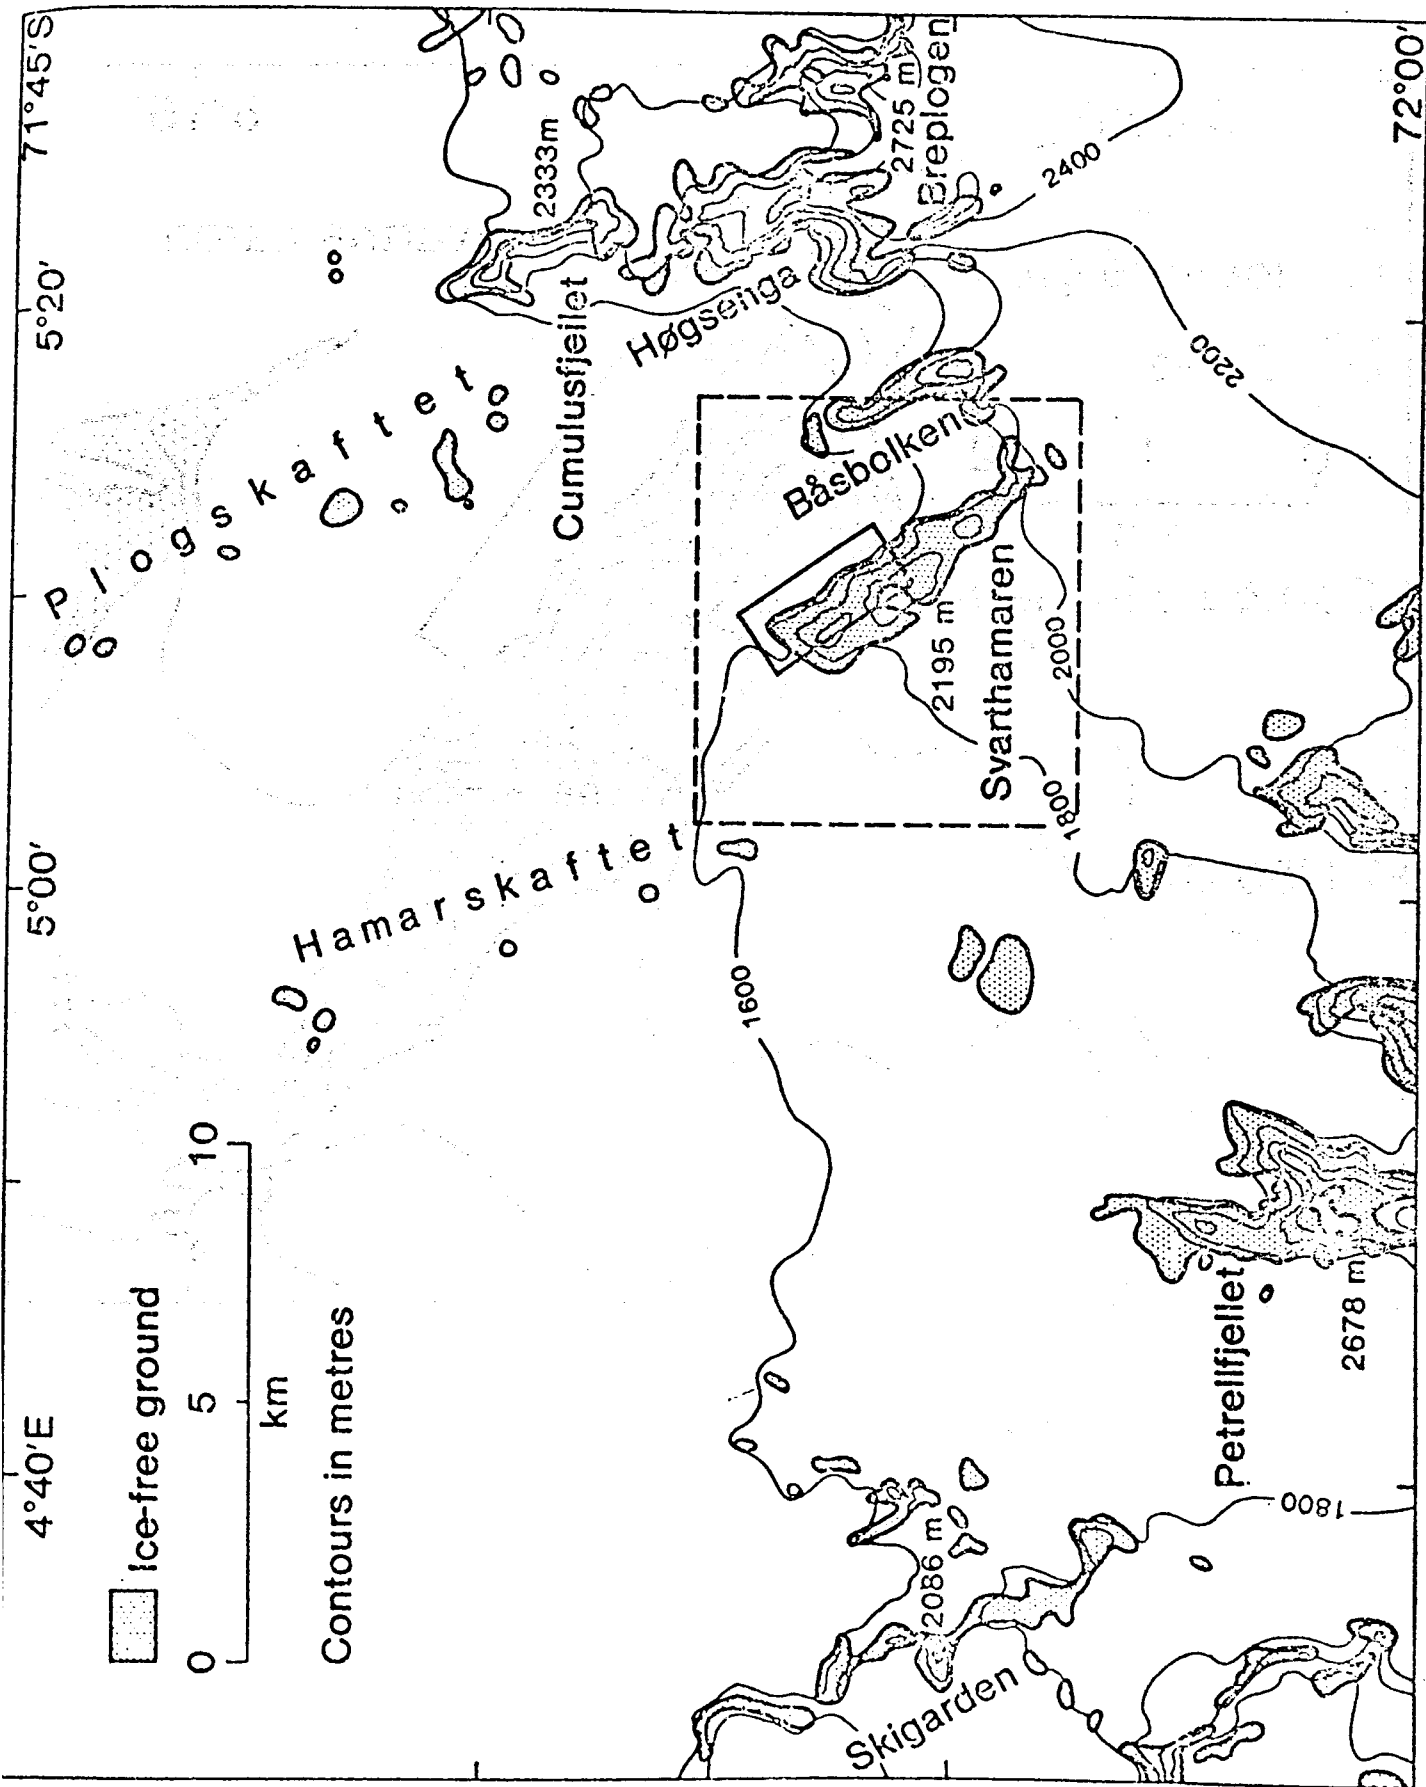 4°40'E
5°00'
5°20'
71°45'S
Ice-free ground
0
5
10
km
Contours in metres
Plogskaftet
Hamarskaftet
Cumulusfjellet
2333m
Høgsenga
2725 m
Breplogen
Båsbolken
2195 m
Svarthamaren
2400
2200
2000
1800
1600
2086 m
Skigarden
Petrellfjellet
2678 m
1800
72°00'